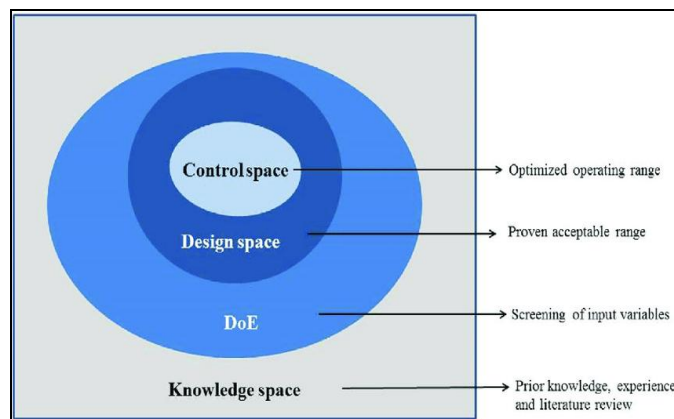 Control space
Optimized operating range
Design space
Proven acceptable range
DoE
Screening of input variables
Knowledge space
Prior knowledge, experience
and literature review